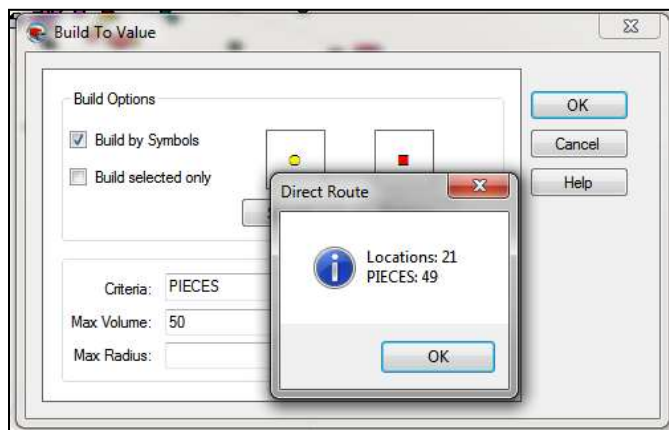 Build To Value
Build Options
Build by Symbols
Build selected only
OK
Cancel
Help
Direct Route
Locations: 21
PIECES: 49
OK
Criteria: PIECES
Max Volume: 50
Max Radius: